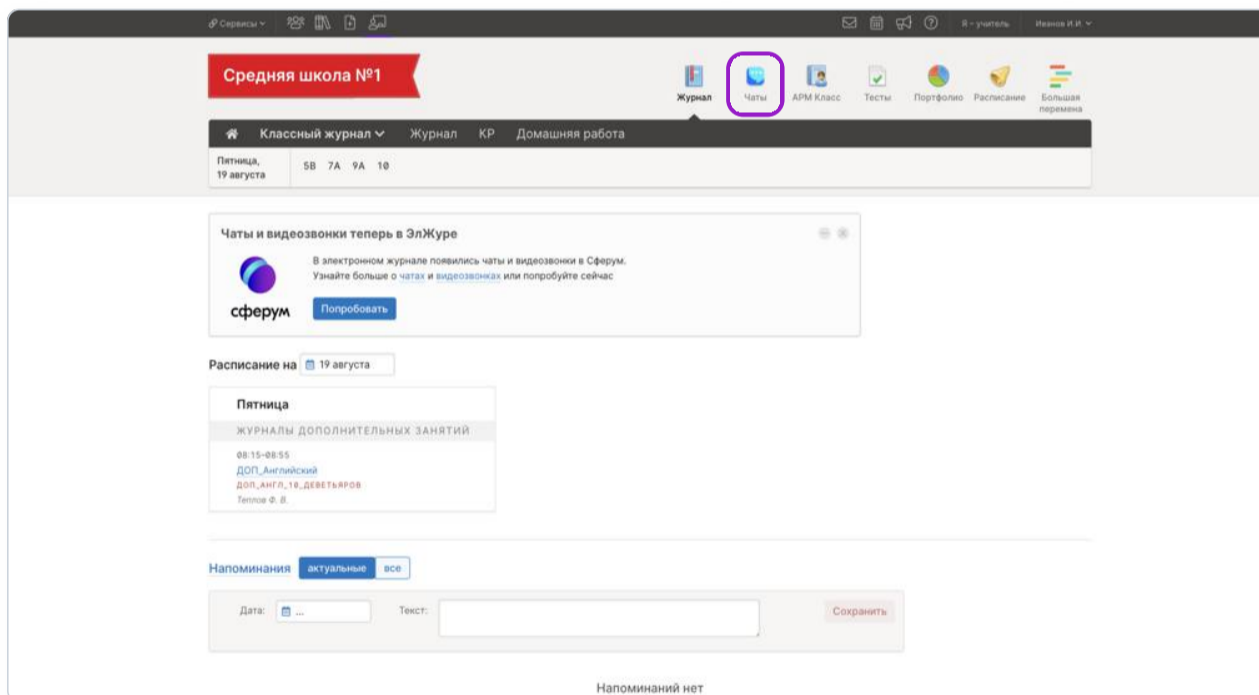 Сервисы
Я - учитель
Иванов И.И.
Средняя школа №1
Журнал
Чаты
АРМ Класс
Тесты
Портфолио
Расписание
Большая
перемена
Классный журнал
Журнал
КР
Домашняя работа
Пятница,
19 августа
5В 7А 9А 10
Чаты и видеозвонки теперь в ЭлЖуре
В электронном журнале появились чаты и видеозвонки в Сферум.
Узнайте больше о чатах и видеозвонках или попробуйте сейчас
сферум
Попробовать
Расписание на
19 августа
Пятница
ЖУРНАЛЫ ДОПОЛНИТЕЛЬНЫХ ЗАНЯТИЙ
08:15-08:55
ДОП_Английский
ДОП_АНГЛ_10_ДЕВЕТЬЯРОВ
Теплов Ф. В.
Напоминания
актуальные
все
Дата:
...
Текст:
Сохранить
Напоминаний нет